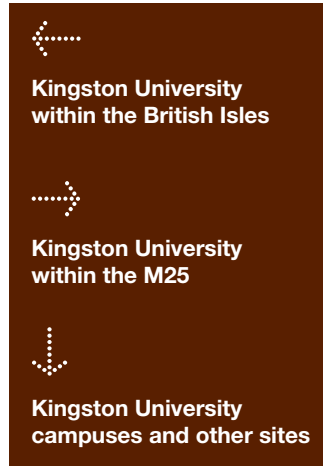 Kingston University
within the British Isles
Kingston University
within the M25
Kingston University
campuses and other sites